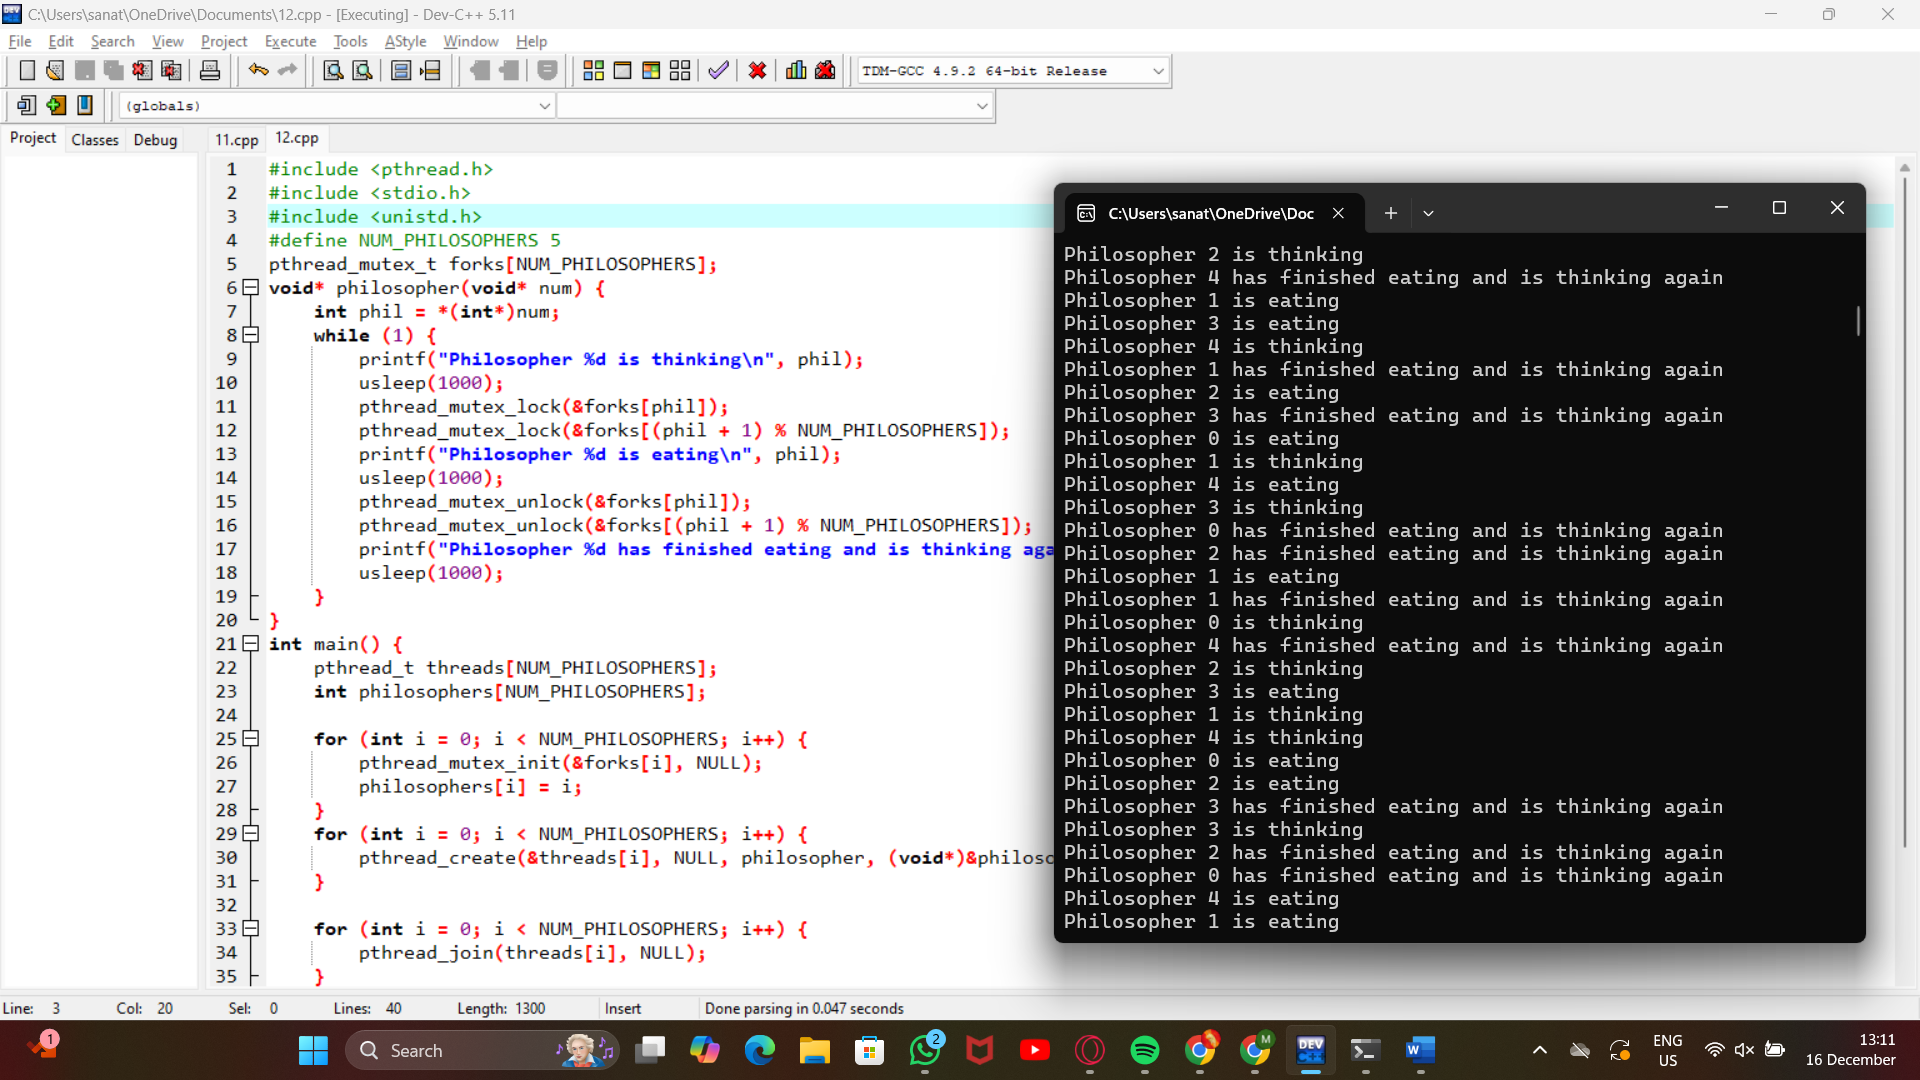 C:\Users\sanat\OneDrive\Documents\12.cpp - [Executing] - Dev-C++ 5.11
File Edit Search View Project Execute Tools AStyle Window Help
TDM-GCC 4.9.2 64-bit Release
(globals)
Project Classes Debug 11.cpp 12.cpp
1 #include <pthread.h>
2 #include <stdio.h>
3 #include <unistd.h>
4 #define NUM_PHILOSOPHERS 5
5 pthread_mutex_t forks[NUM_PHILOSOPHERS];
6 void* philosopher(void* num) {
7 int phil = *(int*)num;
8 while (1) {
9 printf("Philosopher %d is thinking\n", phil);
10 usleep(1000);
11 pthread_mutex_lock(&forks[phil]);
12 pthread_mutex_lock(&forks[(phil + 1) % NUM_PHILOSOPHERS]);
13 printf("Philosopher %d is eating\n", phil);
14 usleep(1000);
15 pthread_mutex_unlock(&forks[phil]);
16 pthread_mutex_unlock(&forks[(phil + 1) % NUM_PHILOSOPHERS]);
17 printf("Philosopher %d has finished eating and is thinking aga
18 usleep(1000);
19 }
20 }
21 int main() {
22 pthread_t threads[NUM_PHILOSOPHERS];
23 int philosophers[NUM_PHILOSOPHERS];
24
25 for (int i = 0; i < NUM_PHILOSOPHERS; i++) {
26 pthread_mutex_init(&forks[i], NULL);
27 philosophers[i] = i;
28 }
29 for (int i = 0; i < NUM_PHILOSOPHERS; i++) {
30 pthread_create(&threads[i], NULL, philosopher, (void*)&philoso
31 }
32
33 for (int i = 0; i < NUM_PHILOSOPHERS; i++) {
34 pthread_join(threads[i], NULL);
35 }
C:\Users\sanat\OneDrive\Doc
Philosopher 2 is thinking
Philosopher 4 has finished eating and is thinking again
Philosopher 1 is eating
Philosopher 3 is eating
Philosopher 4 is thinking
Philosopher 1 has finished eating and is thinking again
Philosopher 2 is eating
Philosopher 3 has finished eating and is thinking again
Philosopher 0 is eating
Philosopher 1 is thinking
Philosopher 4 is eating
Philosopher 3 is thinking
Philosopher 0 has finished eating and is thinking again
Philosopher 2 has finished eating and is thinking again
Philosopher 1 is eating
Philosopher 1 has finished eating and is thinking again
Philosopher 0 is thinking
Philosopher 4 has finished eating and is thinking again
Philosopher 2 is thinking
Philosopher 3 is eating
Philosopher 1 is thinking
Philosopher 4 is thinking
Philosopher 0 is eating
Philosopher 2 is eating
Philosopher 3 has finished eating and is thinking again
Philosopher 3 is thinking
Philosopher 2 has finished eating and is thinking again
Philosopher 0 has finished eating and is thinking again
Philosopher 4 is eating
Philosopher 1 is eating
Line: 3 Col: 20 Sel: 0 Lines: 40 Length: 1300 Insert Done parsing in 0.047 seconds
1 Search 2 M DEV W ENG US 13:11
16 December